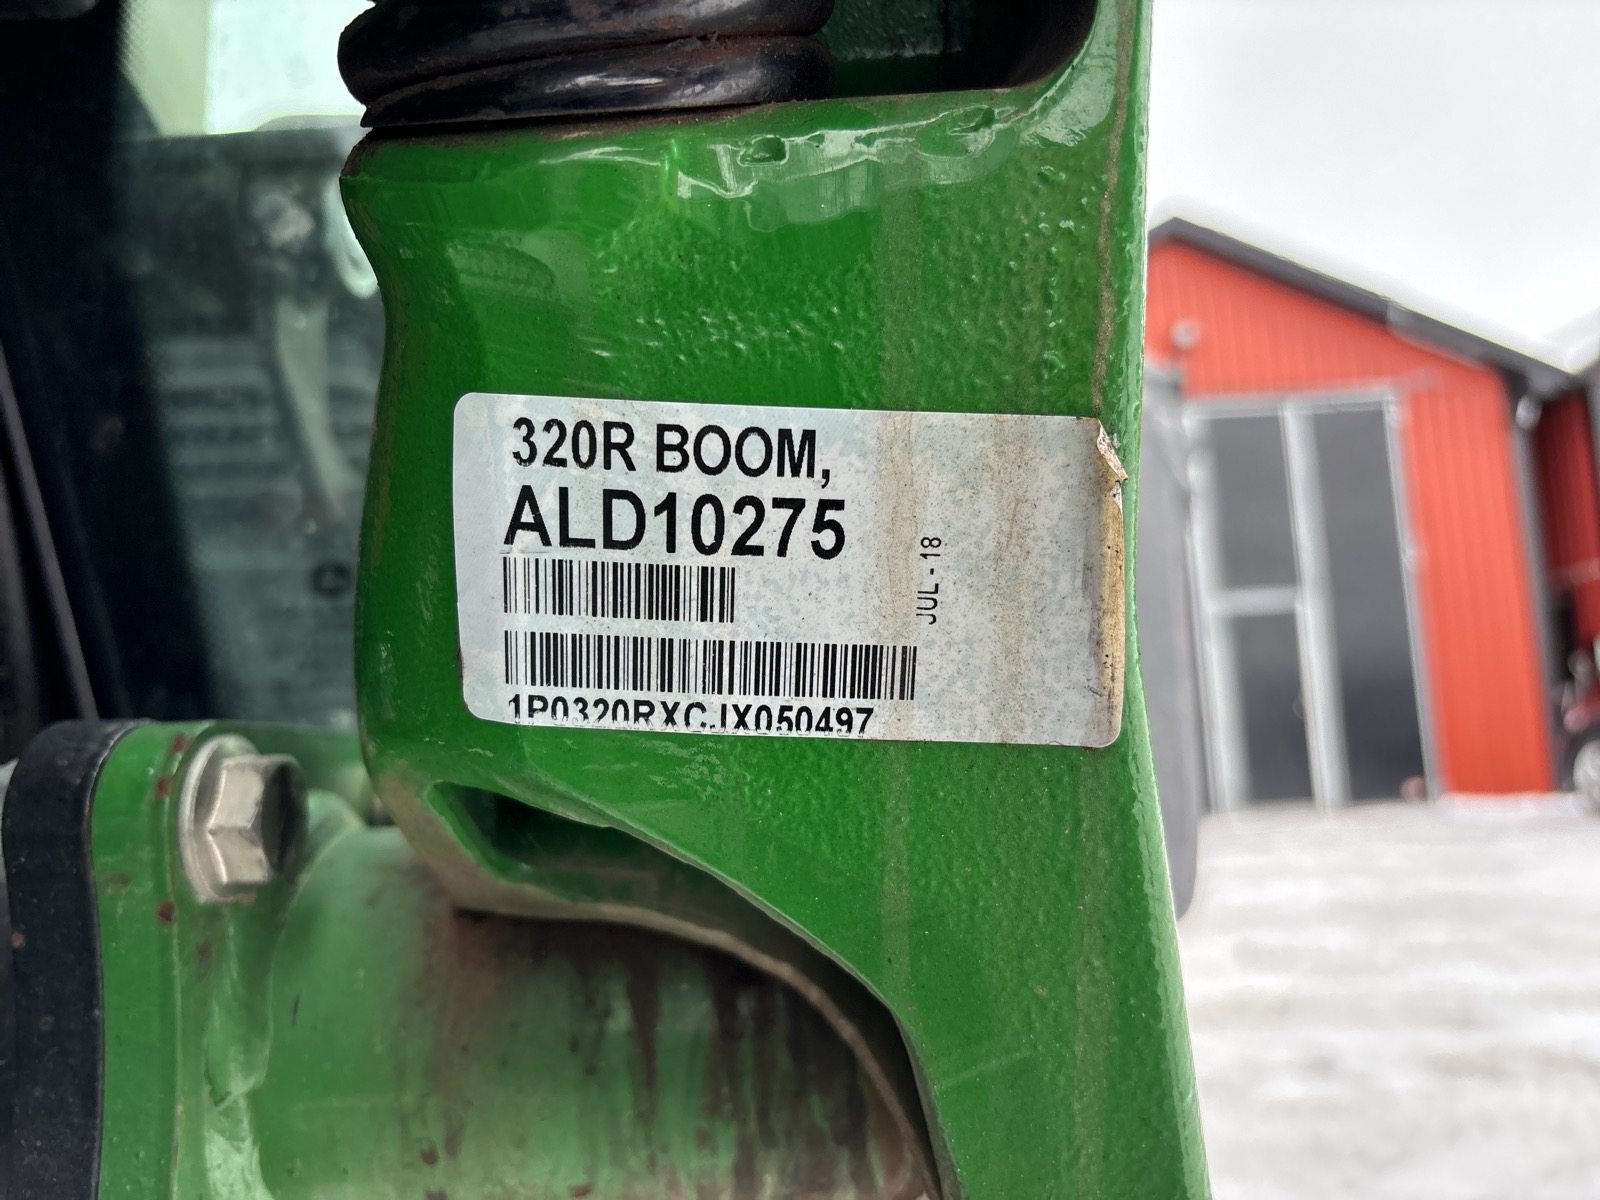 320R BOOM,
ALD10275
JUL - 18
1P0320RXCJX050497